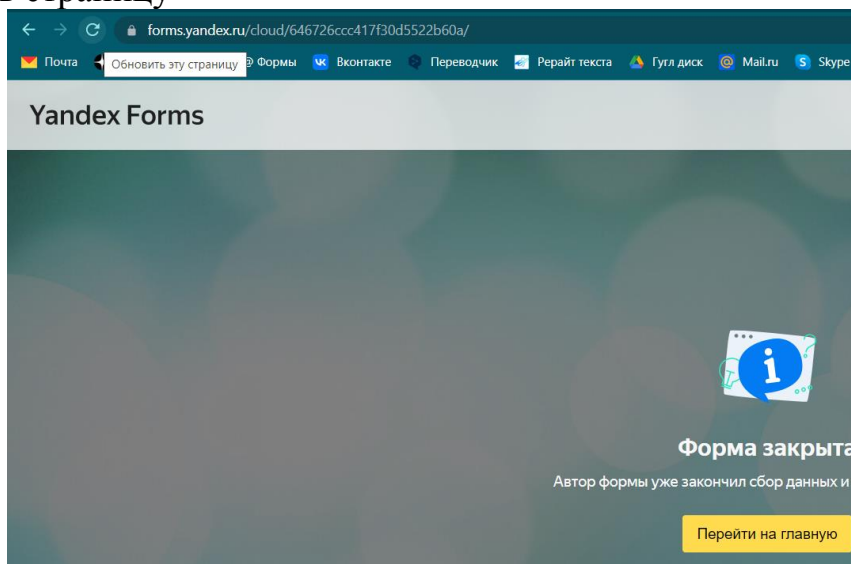 страницу
forms.yandex.ru/cloud/646726ccc417f30d5522b60a/
Почта Обновить эту страницу Формы Вконтакте Переводчик Рерайт текста Гугл диск Mail.ru Skype
Yandex Forms
Форма закрыта
Автор формы уже закончил сбор данных и
Перейти на главную